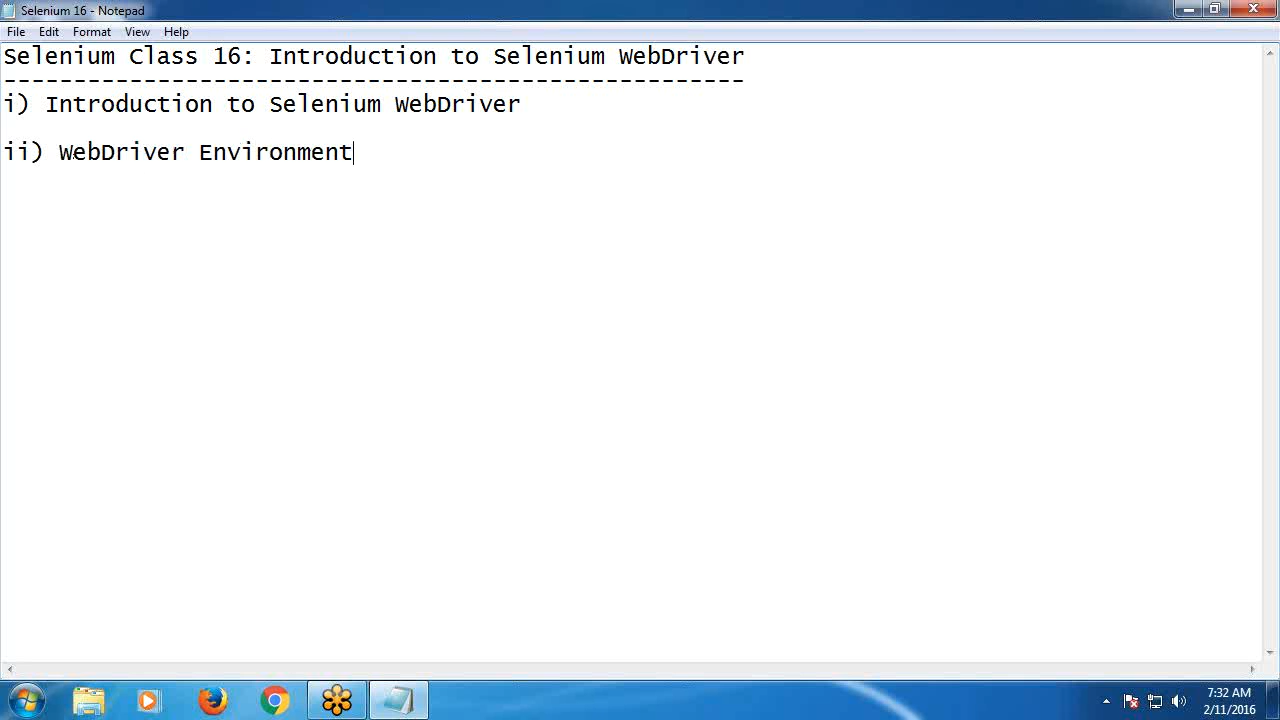 Selenium 16 - Notepad
File Edit Format View Help
Selenium Class 16: Introduction to Selenium WebDriver
-----------------------------------------------------
i) Introduction to Selenium WebDriver
ii) WebDriver Environment
7:32 AM
2/11/2016